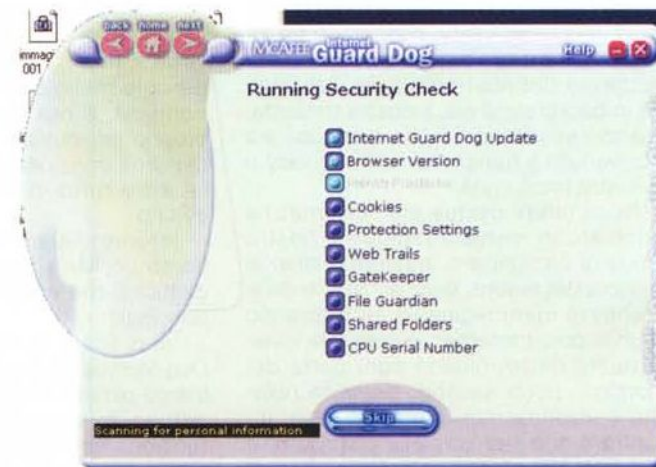 back home next
immag
001
McAFEE Internet Guard Dog
Help
Running Security Check
Internet Guard Dog Update
Browser Version
Cookies
Protection Settings
Web Trails
GateKeeper
File Guardian
Shared Folders
CPU Serial Number
Skip
Scanning for personal information